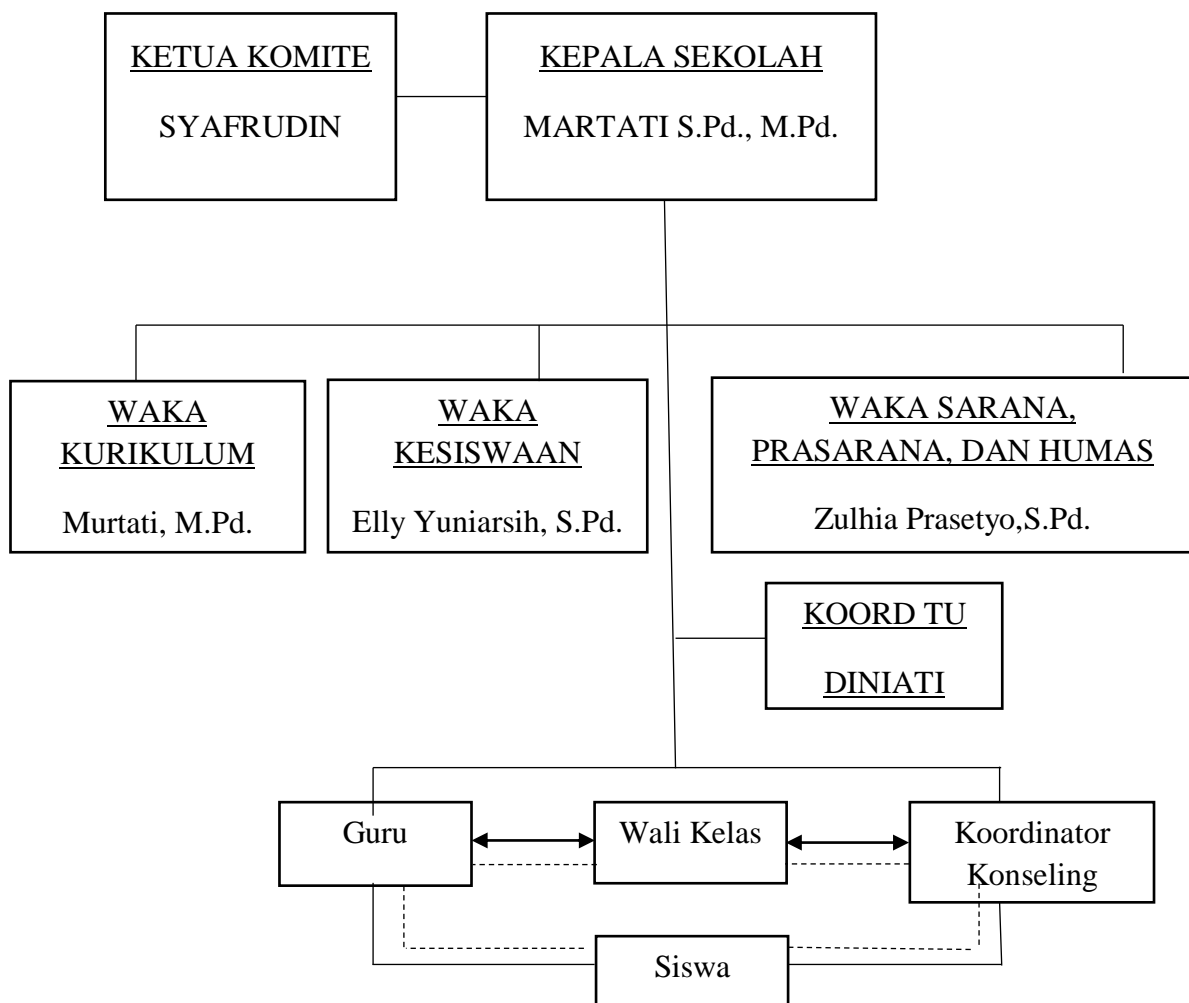 KETUA KOMITE
SYAFRUDIN
KEPALA SEKOLAH
MARTATI S.Pd., M.Pd.
WAKA
KURIKULUM
Murtati, M.Pd.
WAKA
KESISWAAN
Elly Yuniarsih, S.Pd.
WAKA SARANA,
PRASARANA, DAN HUMAS
Zulhia Prasetyo,S.Pd.
KOORD TU
DINIATI
Guru
Wali Kelas
Koordinator
Konseling
Siswa